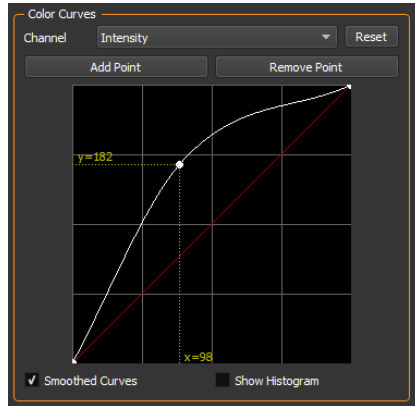 Color Curves
Channel Intensity Reset
Add Point Remove Point
y=182
x=98
Smoothed Curves Show Histogram